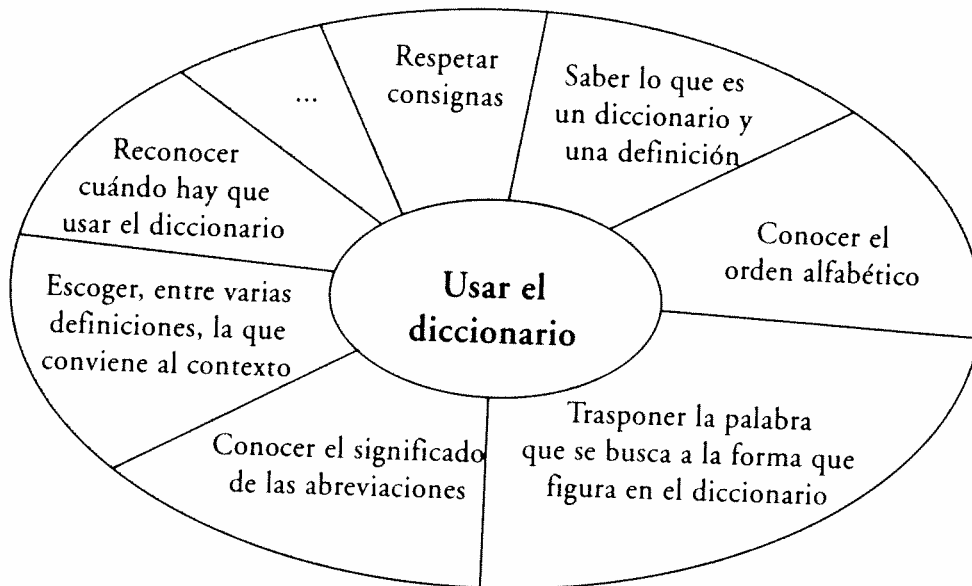 Respetar
consignas
Saber lo que es
un diccionario y
una definición
Conocer el
orden alfabético
Trasponer la palabra
que se busca a la forma que
figura en el diccionario
Conocer el significado
de las abreviaciones
Escoger, entre varias
definiciones, la que
conviene al contexto
Reconocer
cuándo hay que
usar el diccionario
...
Usar el
diccionario